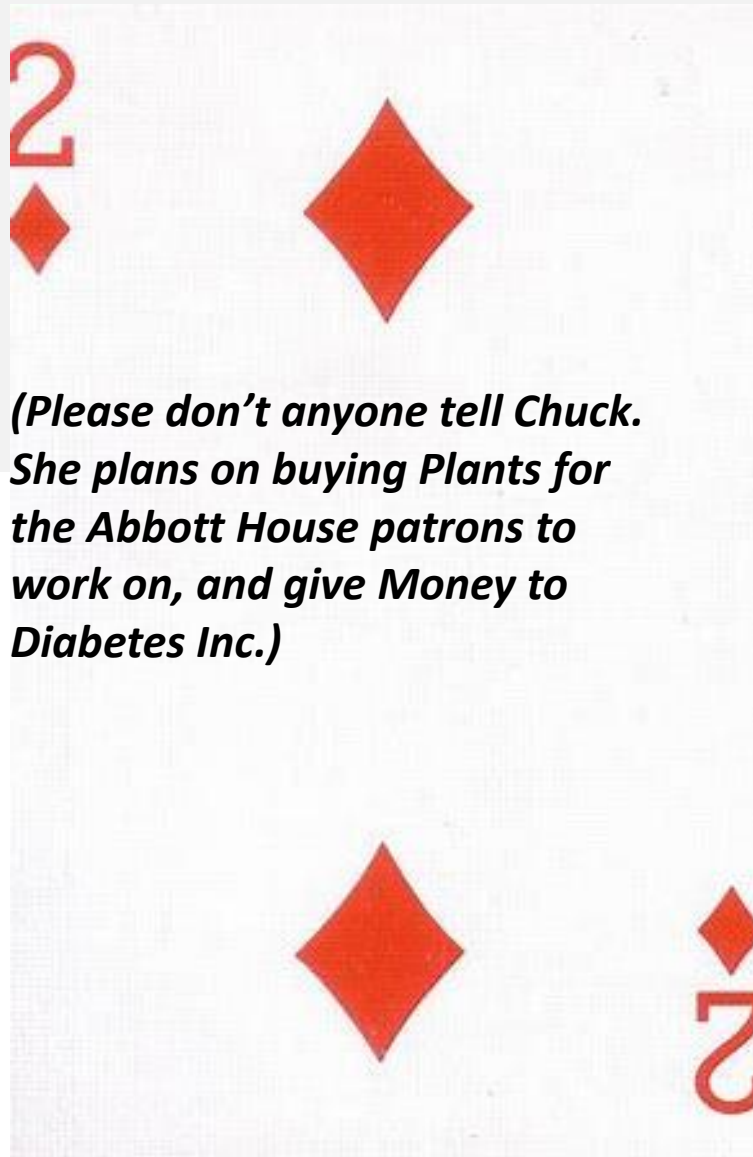 2
(Please don’t anyone tell Chuck.
She plans on buying Plants for
the Abbott House patrons to
work on, and give Money to
Diabetes Inc.)
2